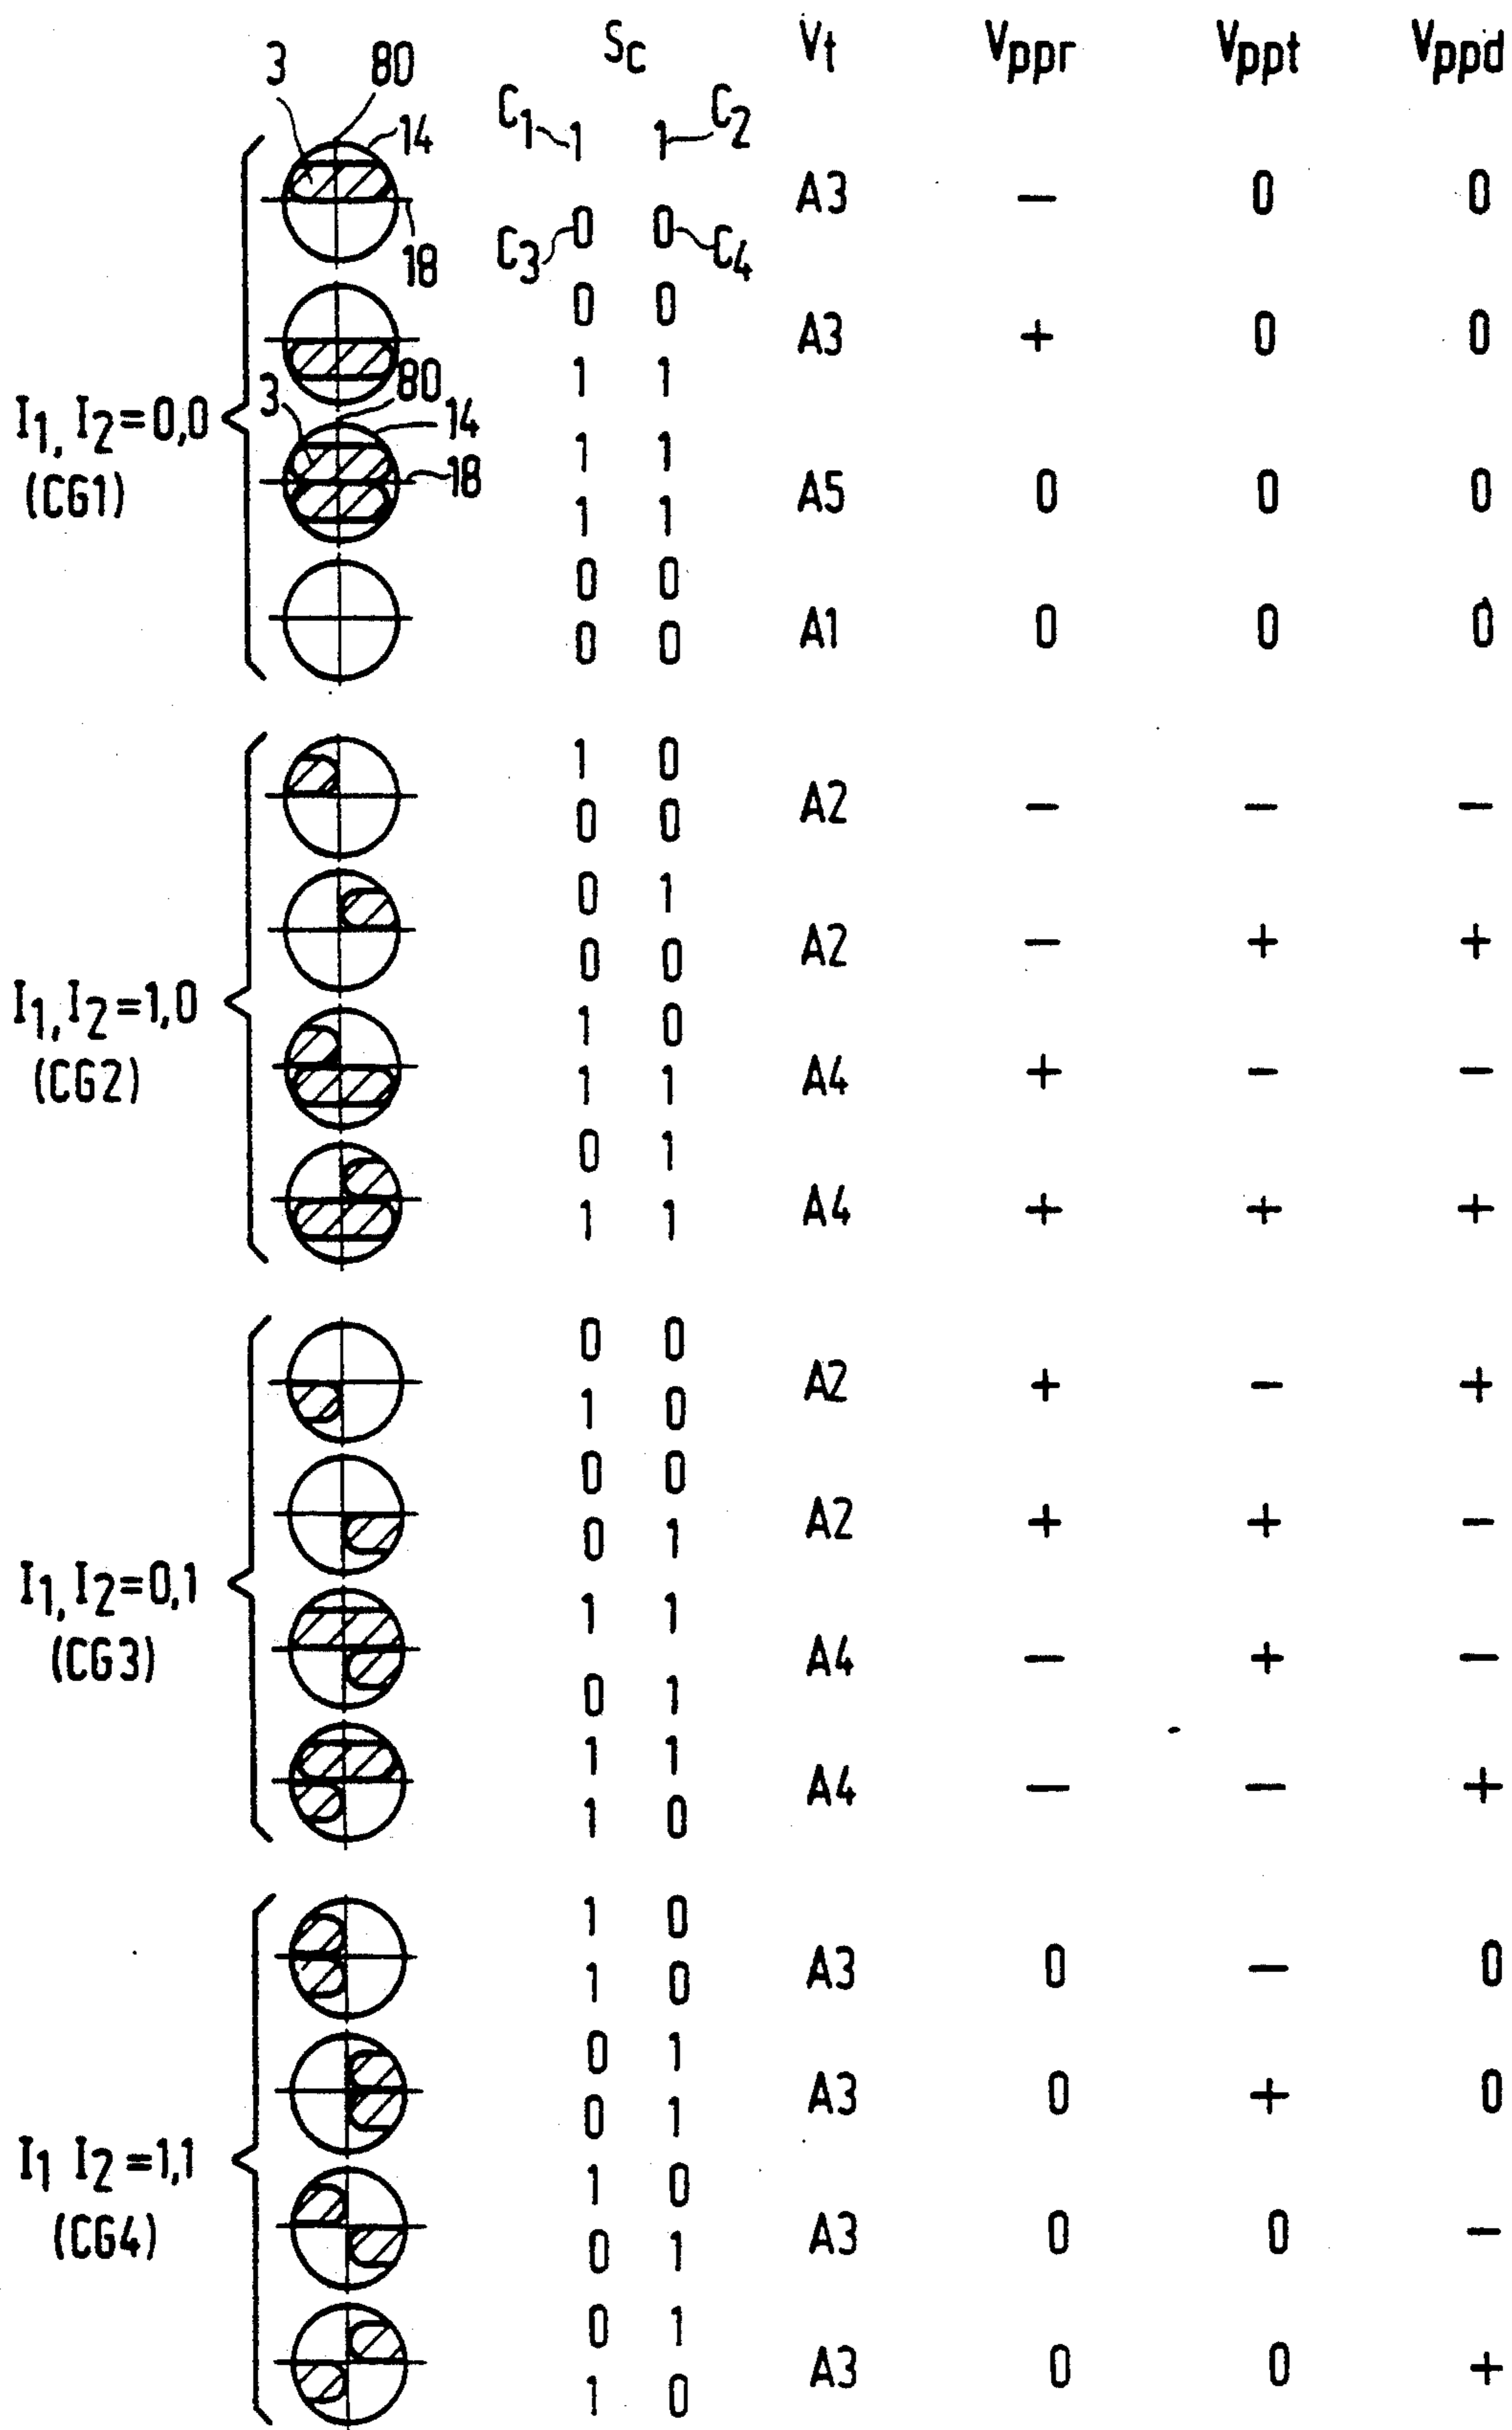 Sc Vt Vppr Vppt Vppd
3 80 14
C1 1 1 C2
A3 — 0 0
C3 0 0 C4
18
0 0
A3 + 0 0
1 1
80
3 14
I1, I2=0,0
(CG1)
1 1
18 A5 0 0 0
1 1
0 0
A1 0 0 0
0 0
1 0
A2 — — —
0 0
0 1
A2 — + +
0 0
I1, I2=1,0
(CG2)
1 0
A4 + — —
1 1
0 1
A4 + + +
1 1
0 0
A2 + — +
1 0
0 0
A2 + + —
0 1
I1, I2=0,1
(CG3)
1 1
A4 — + —
0 1
1 1
A4 — — +
1 0
1 0
A3 0 — 0
1 0
0 1
A3 0 + 0
0 1
I1 I2=1,1
(CG4)
1 0
A3 0 0 —
0 1
0 1
A3 0 0 +
1 0